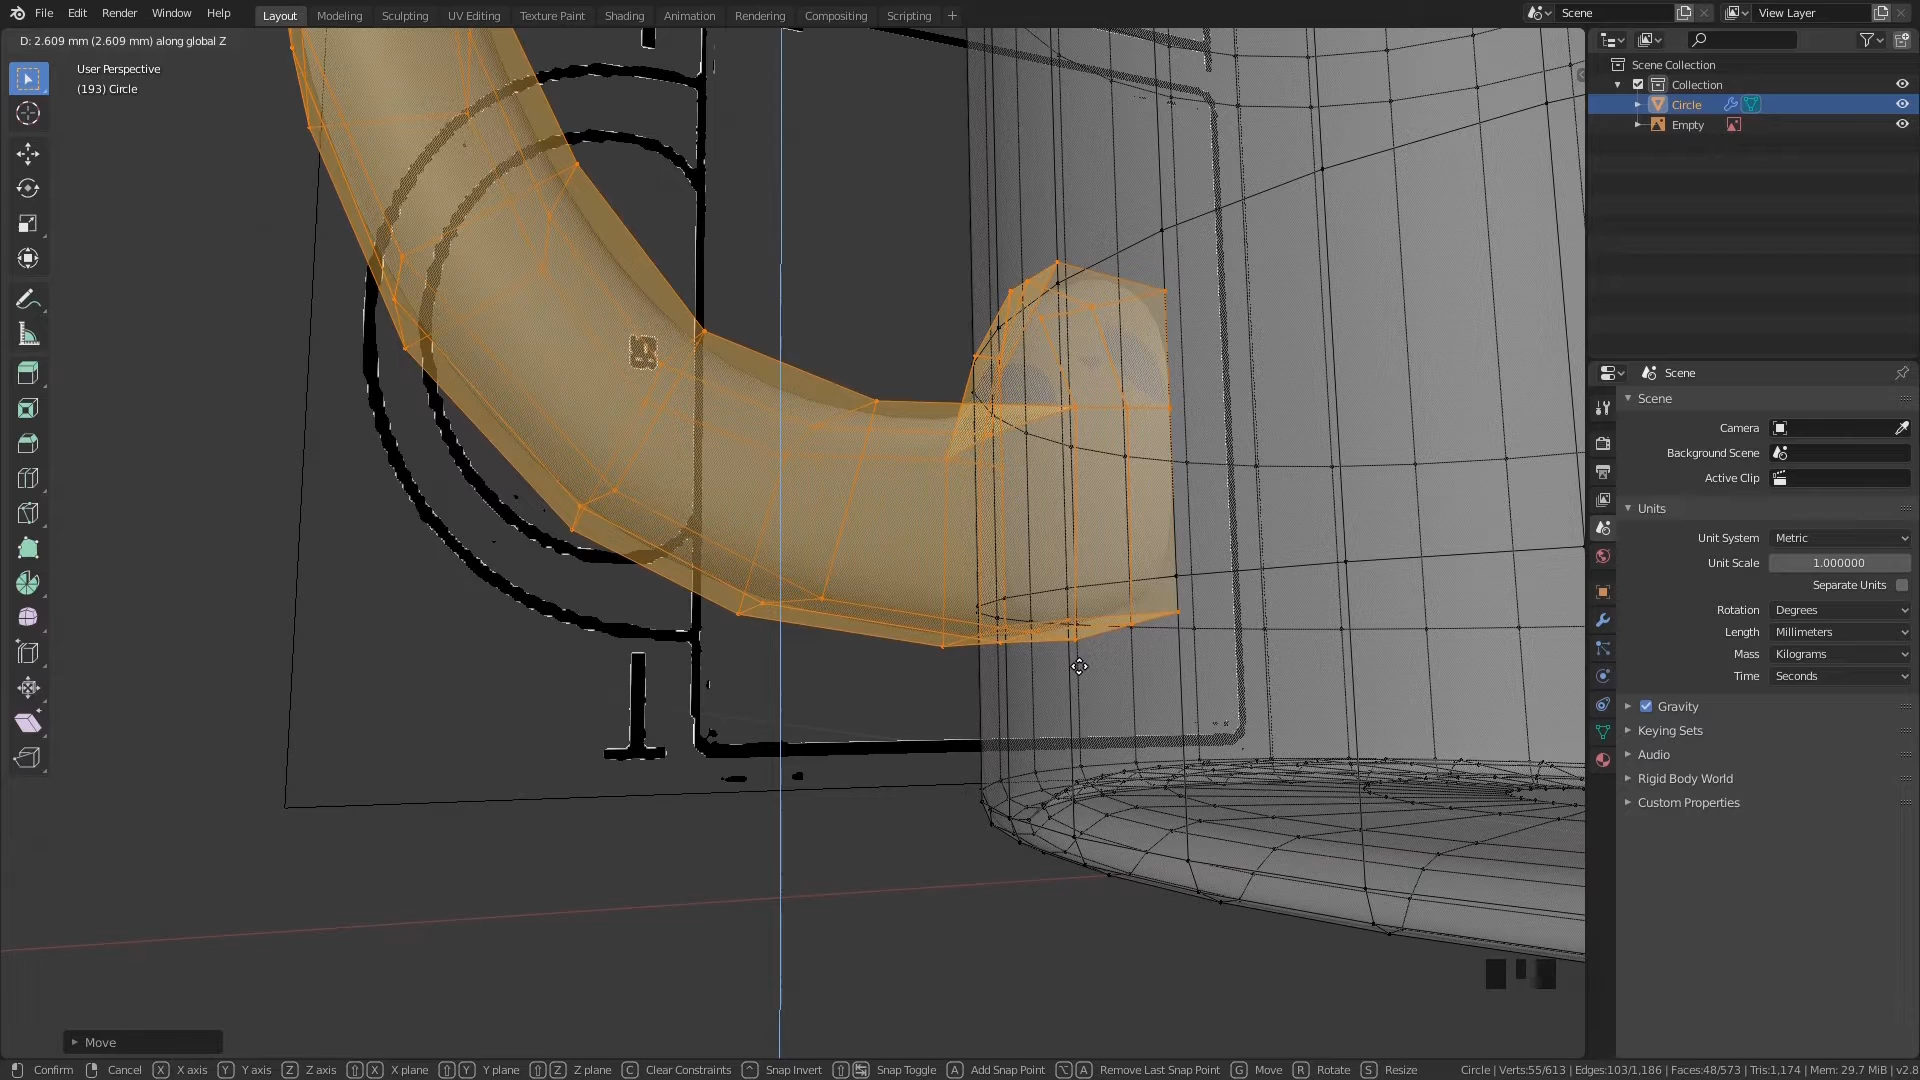 File Edit Render Window Help Layout Modeling Sculpting UV Editing Texture Paint Shading Animation Rendering Compositing Scripting + Scene View Layer
D: 2.609 mm (2.609 mm) along global Z
User Perspective
(193) Circle
Scene Collection
Collection
Circle
Empty
Scene
Scene
Camera
Background Scene
Active Clip
Units
Unit System Metric
Unit Scale 1.000000
Separate Units
Rotation Degrees
Length Millimeters
Mass Kilograms
Time Seconds
Gravity
Keying Sets
Audio
Rigid Body World
Custom Properties
Move
Confirm Cancel X X axis Y Y axis Z Z axis X X plane Y Y plane Z Z plane C Clear Constraints Snap Invert Snap Toggle A Add Snap Point A Remove Last Snap Point G Move R Rotate S Resize Circle | Verts:55/613 | Edges:103/1,186 | Faces:48/573 | Tris:1,174 | Mem: 29.7 MiB | v2.8